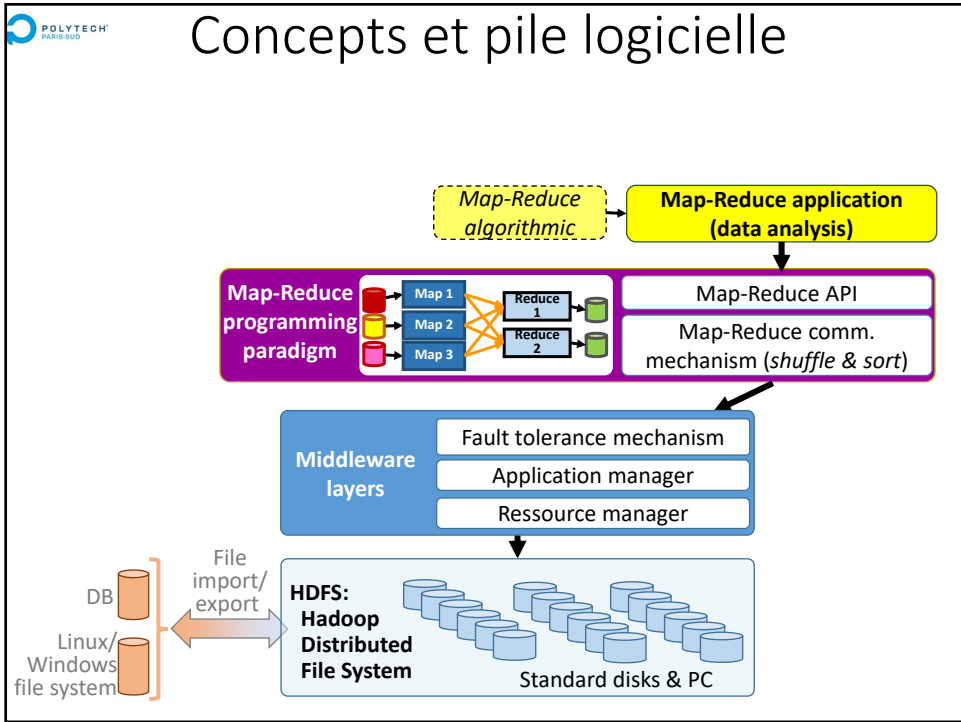 POLYTECH'
PARIS-SUD
Concepts et pile logicielle
Map-Reduce
algorithmic
Map-Reduce application
(data analysis)
Map-Reduce
programming
paradigm
Map 1
Map 2
Map 3
Reduce
1
Reduce
2
Map-Reduce API
Map-Reduce comm.
mechanism (shuffle & sort)
Middleware
layers
Fault tolerance mechanism
Application manager
Ressource manager
DB
Linux/
Windows
file system
File
import/
export
HDFS:
Hadoop
Distributed
File System
Standard disks & PC